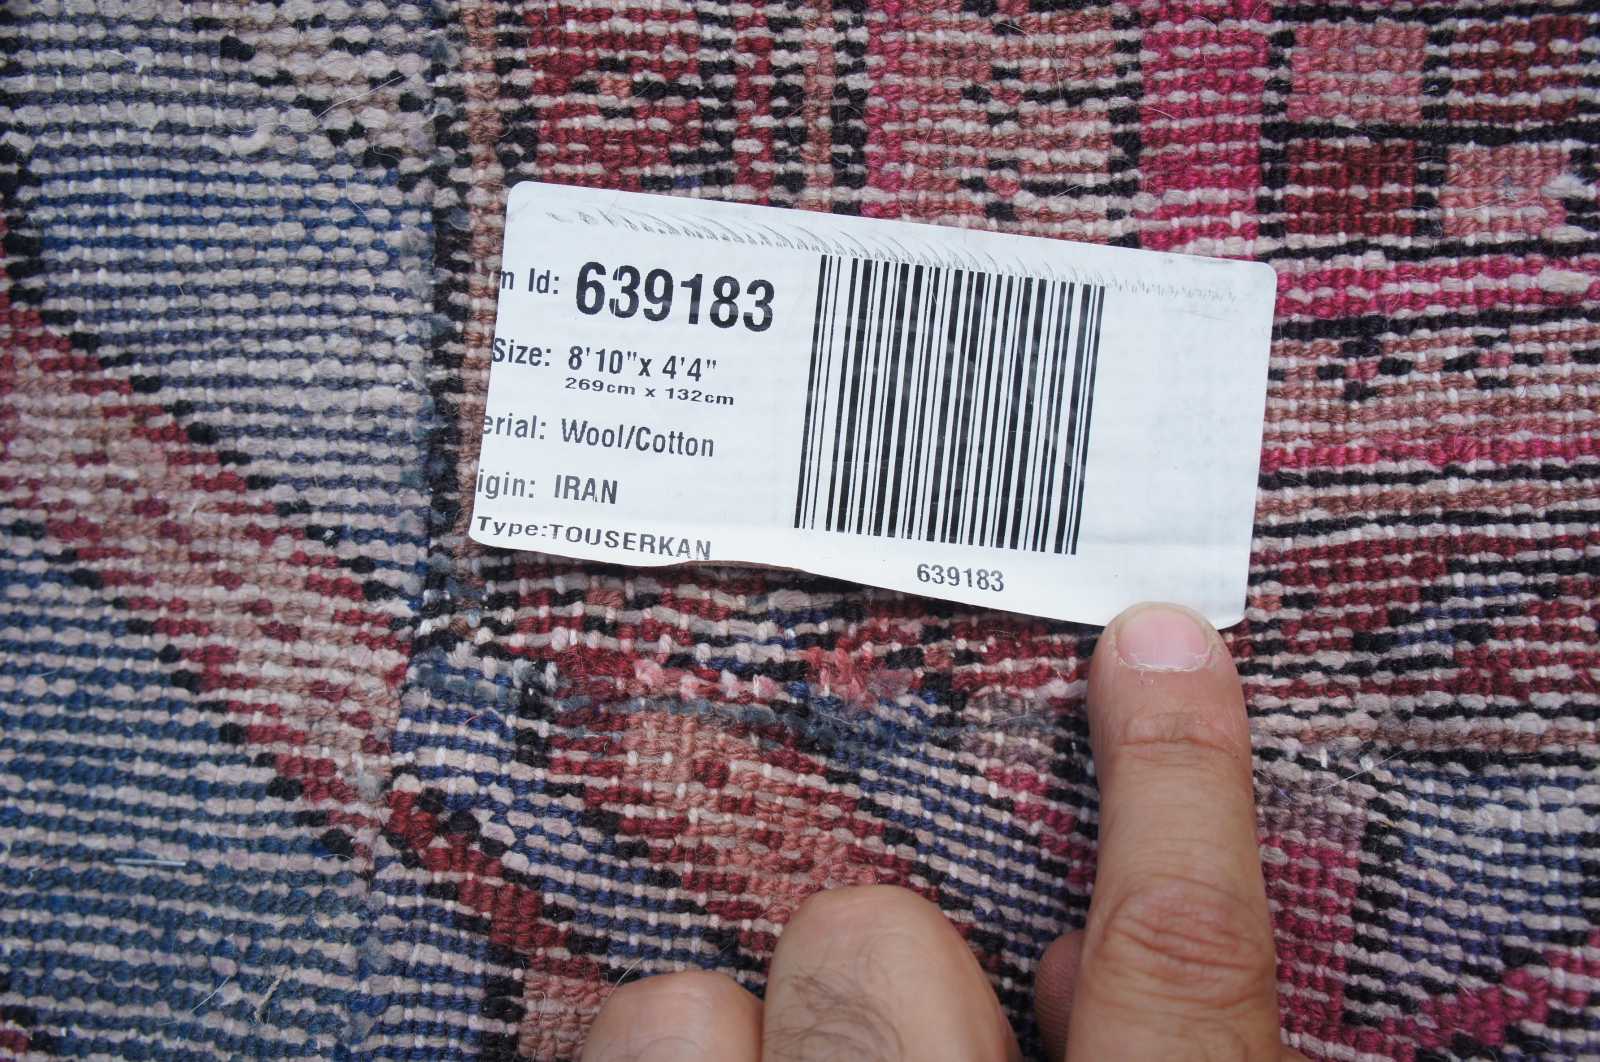 m Id: 639183
Size: 8'10"x 4'4"
269cm x 132cm
erial: Wool/Cotton
igin: IRAN
Type:TOUSERKAN
639183